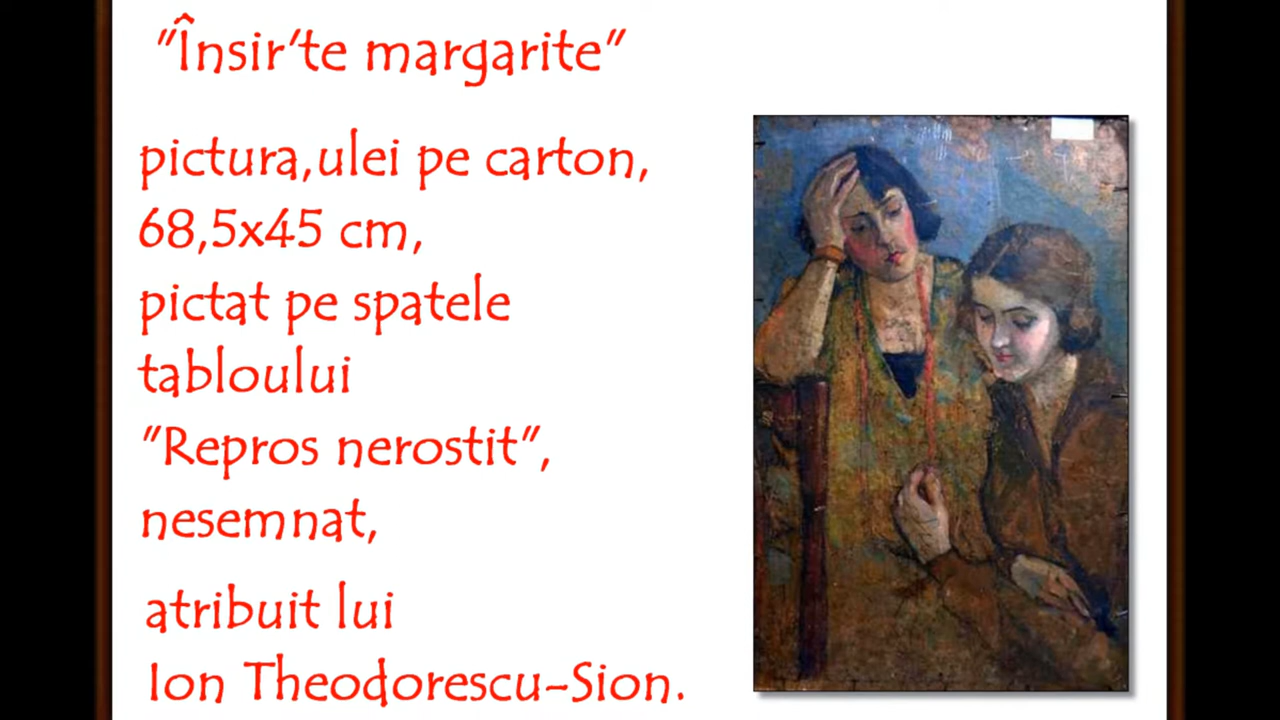 "Însir'te margarite"
pictura,ulei pe carton,
68,5x45 cm,
pictat pe spatele
tabloului
"Repros nerostit",
nesemnat,
atribuit lui
Ion Theodorescu-Sion.